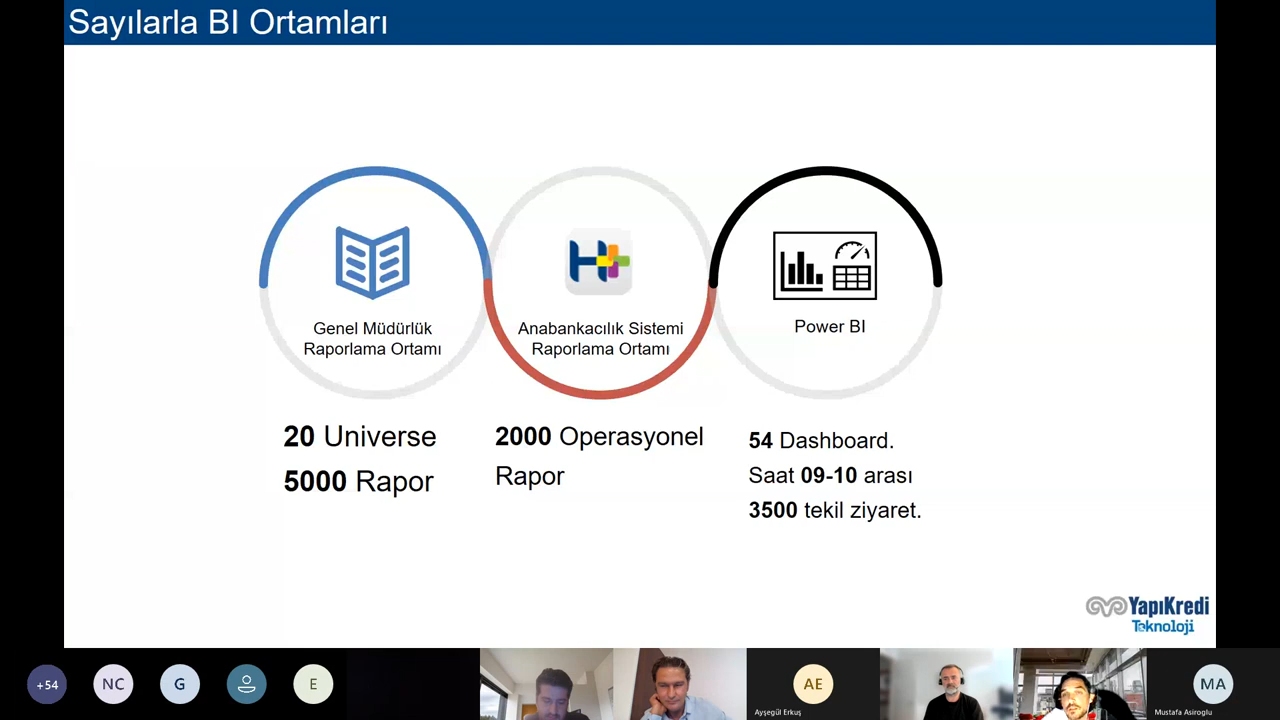 Sayılarla BI Ortamları
Genel Müdürlük
Raporlama Ortamı
Anabankacılık Sistemi
Raporlama Ortamı
Power BI
20 Universe
5000 Rapor
2000 Operasyonel
Rapor
54 Dashboard.
Saat 09-10 arası
3500 tekil ziyaret.
YapıKredi
Teknoloji
+54
NC
G
E
AE
Ayşegül Erkuş
MA
Mustafa Asiroglu